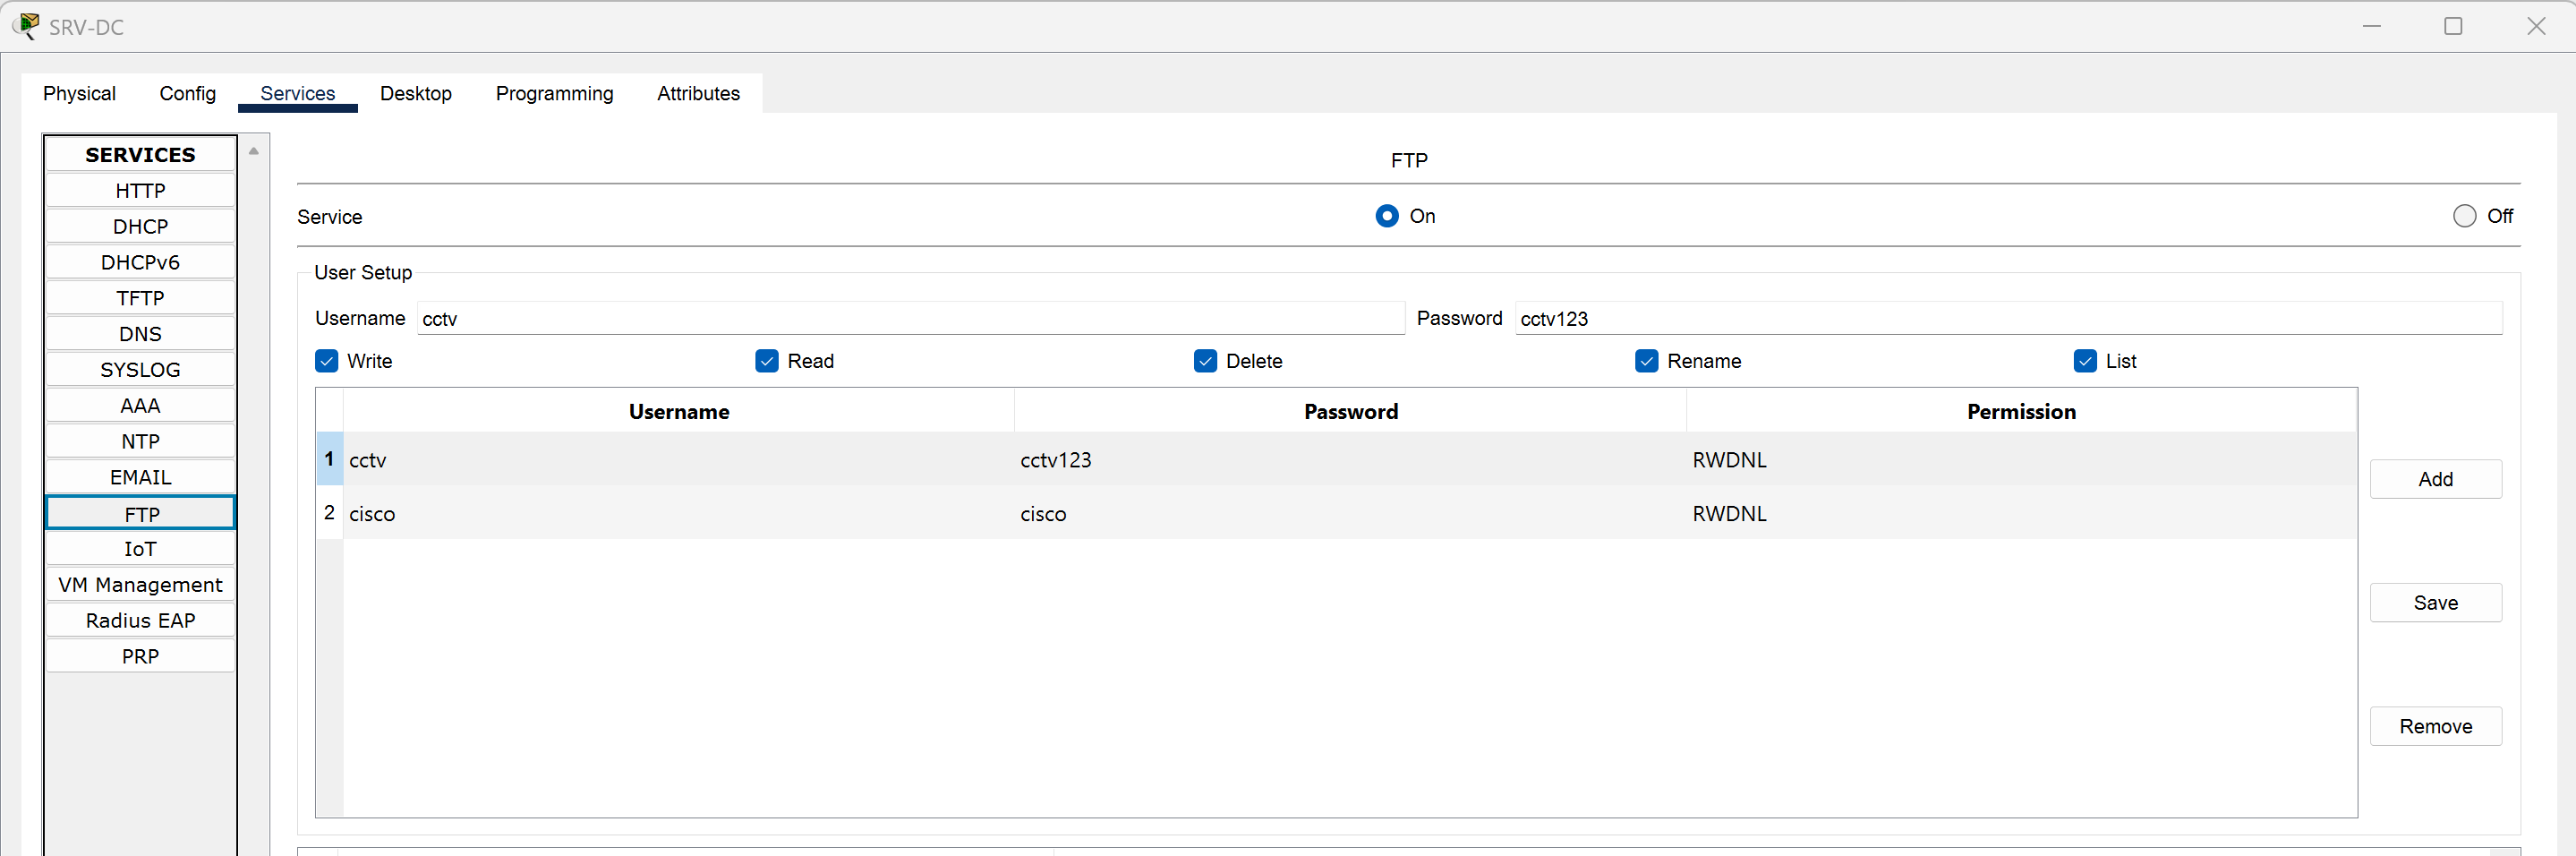 SRV-DC
Physical Config Services Desktop Programming Attributes
SERVICES
HTTP
DHCP
DHCPv6
TFTP
DNS
SYSLOG
AAA
NTP
EMAIL
FTP
IoT
VM Management
Radius EAP
PRP
FTP
Service On Off
User Setup
Username cctv Password cctv123
Write Read Delete Rename List
Username Password Permission
1 cctv cctv123 RWDNL
2 cisco cisco RWDNL
Add
Save
Remove